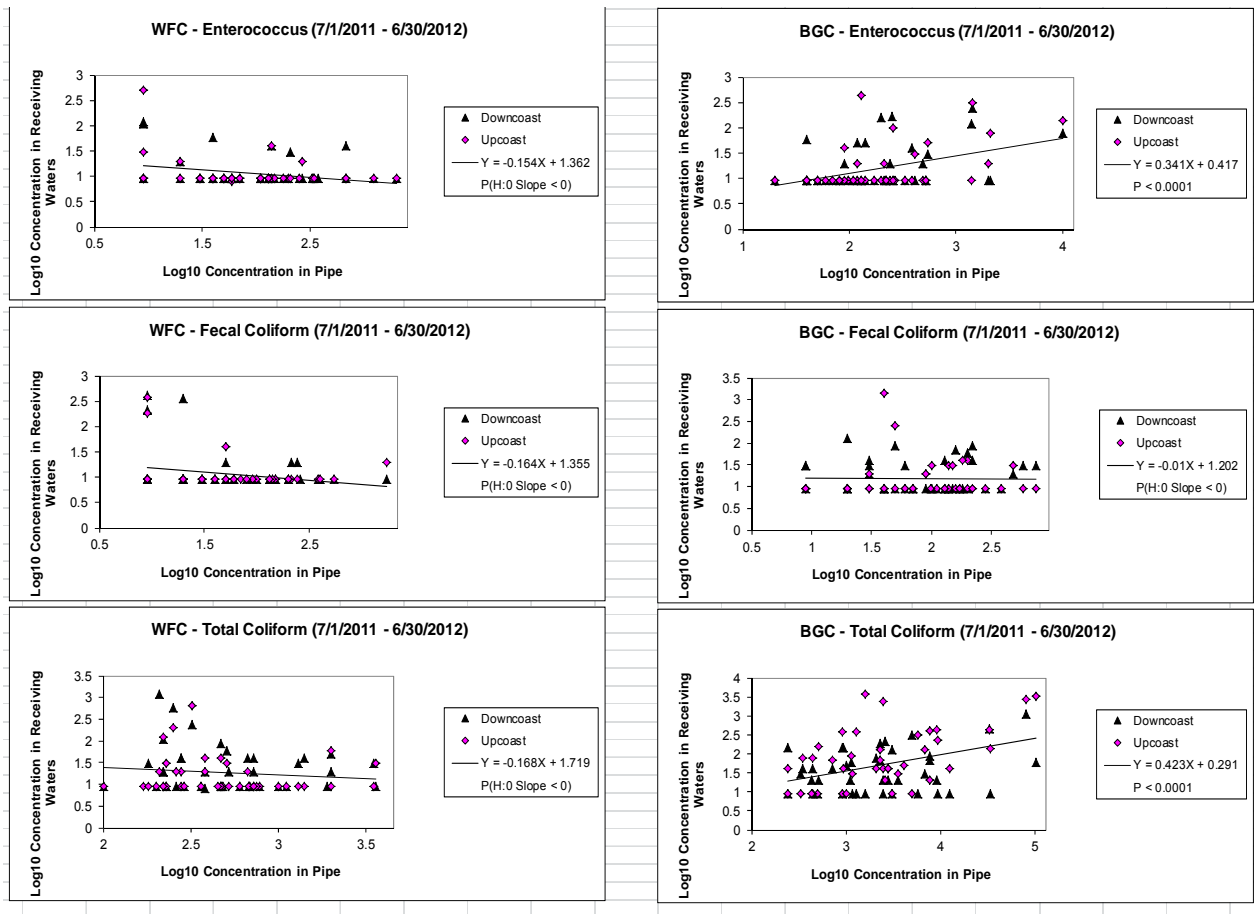 WFC - Enterococcus (7/1/2011 - 6/30/2012)
Log10 Concentration in Receiving
Waters
3
2.5
2
1.5
1
0.5
0
0.5
1.5
2.5
Log10 Concentration in Pipe
Downcoast
Upcoast
Y = -0.154X + 1.362
P(H:0 Slope < 0)
BGC - Enterococcus (7/1/2011 - 6/30/2012)
Log10 Concentration in Receiving
Waters
3
2.5
2
1.5
1
0.5
0
1
2
3
4
Log10 Concentration in Pipe
Downcoast
Upcoast
Y = 0.341X + 0.417
P < 0.0001
WFC - Fecal Coliform (7/1/2011 - 6/30/2012)
Log10 Concentration in Receiving
Waters
3
2.5
2
1.5
1
0.5
0
0.5
1.5
2.5
Log10 Concentration in Pipe
Downcoast
Upcoast
Y = -0.164X + 1.355
P(H:0 Slope < 0)
BGC - Fecal Coliform (7/1/2011 - 6/30/2012)
Log10 Concentration in Receiving
Waters
3.5
3
2.5
2
1.5
1
0.5
0
0.5
1
1.5
2
2.5
Log10 Concentration in Pipe
Downcoast
Upcoast
Y = -0.01X + 1.202
P(H:0 Slope < 0)
WFC - Total Coliform (7/1/2011 - 6/30/2012)
Log10 Concentration in Receiving
Waters
3.5
3
2.5
2
1.5
1
0.5
0
2
2.5
3
3.5
Log10 Concentration in Pipe
Downcoast
Upcoast
Y = -0.168X + 1.719
P(H:0 Slope < 0)
BGC - Total Coliform (7/1/2011 - 6/30/2012)
Log10 Concentration in Receiving
Waters
4
3.5
3
2.5
2
1.5
1
0.5
0
2
3
4
5
Log10 Concentration in Pipe
Downcoast
Upcoast
Y = 0.423X + 0.291
P < 0.0001